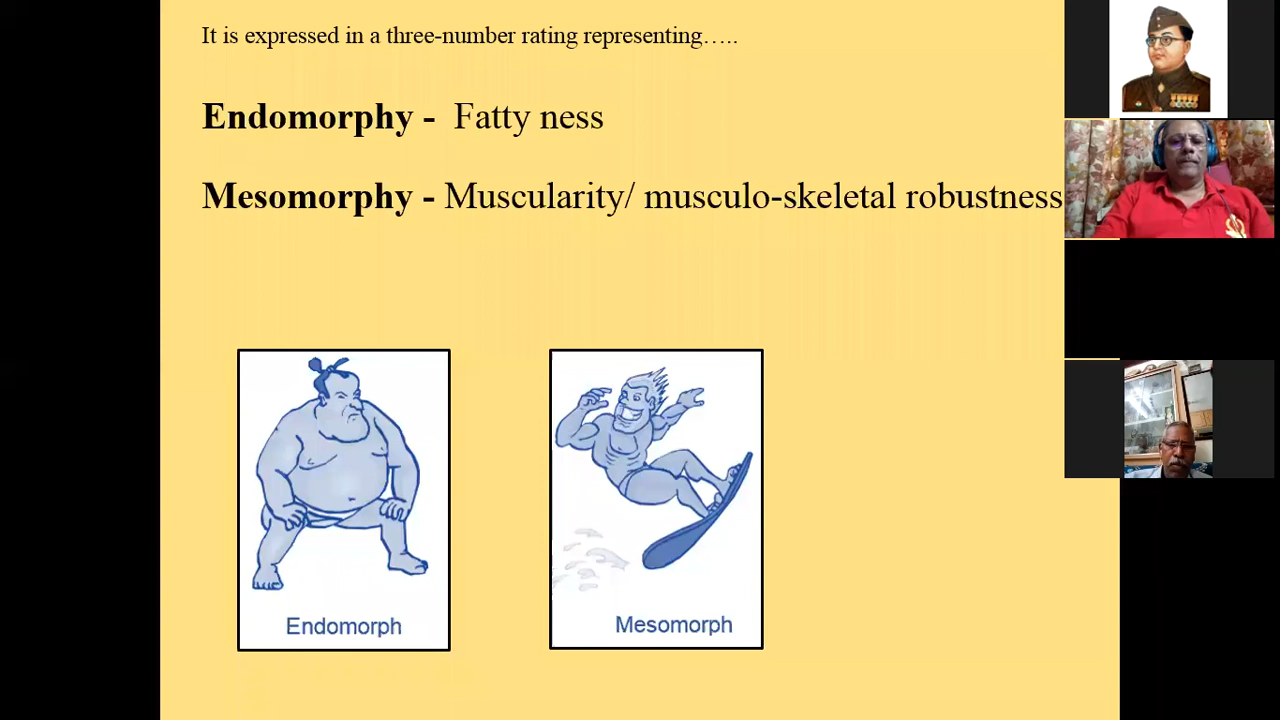 It is expressed in a three-number rating representing…..
Endomorphy - Fatty ness
Mesomorphy - Muscularity/ musculo-skeletal robustness
Endomorph
Mesomorph